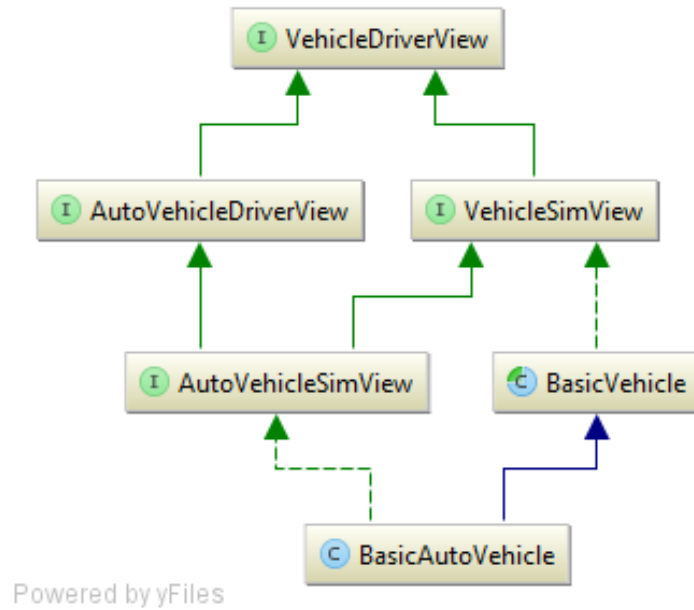 I VehicleDriverView
I AutoVehicleDriverView
I VehicleSimView
I AutoVehicleSimView
C BasicVehicle
C BasicAutoVehicle
Powered by yFiles